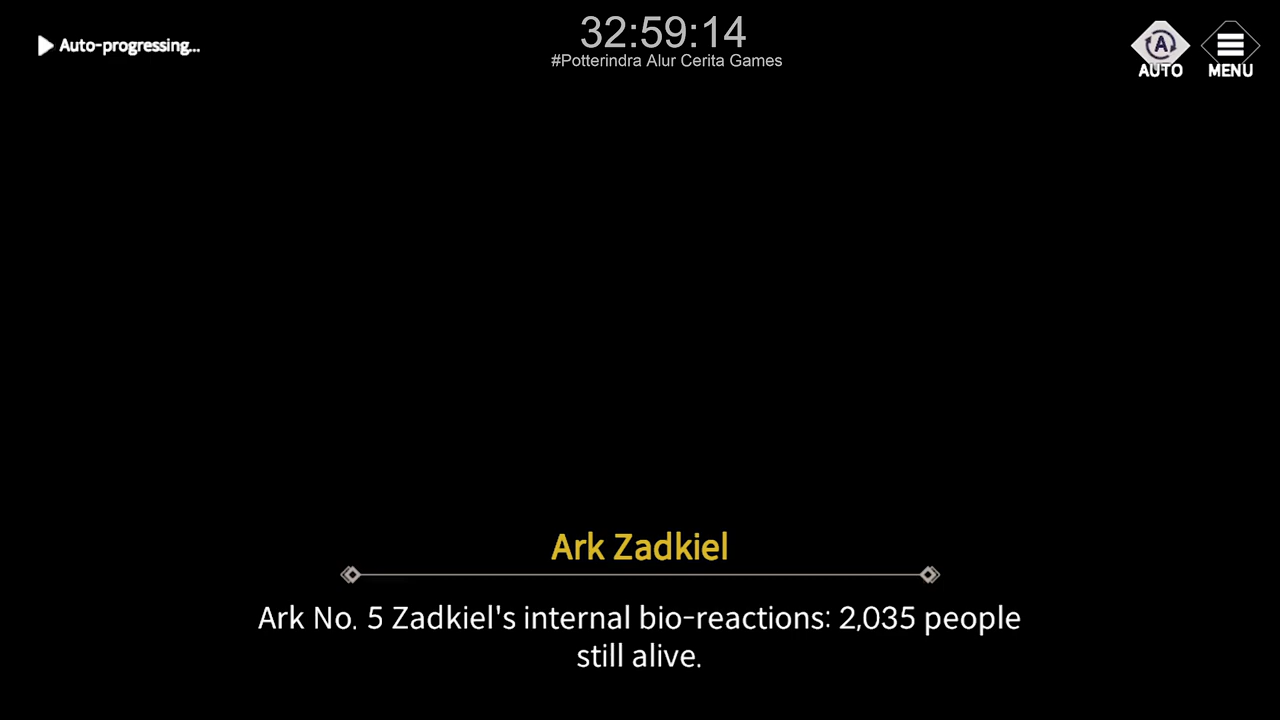 Auto-progressing...
32:59:14
#Potterindra Alur Cerita Games
A
AUTO
MENU
Ark Zadkiel
Ark No. 5 Zadkiel's internal bio-reactions: 2,035 people
still alive.